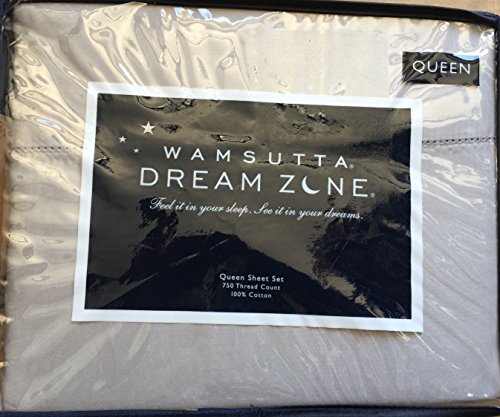 QUEEN
WAMSUTTA®
DREAM ZONE®
Feel it in your sleep. See it in your dreams.
Queen Sheet Set
750 Thread Count
100% Cotton